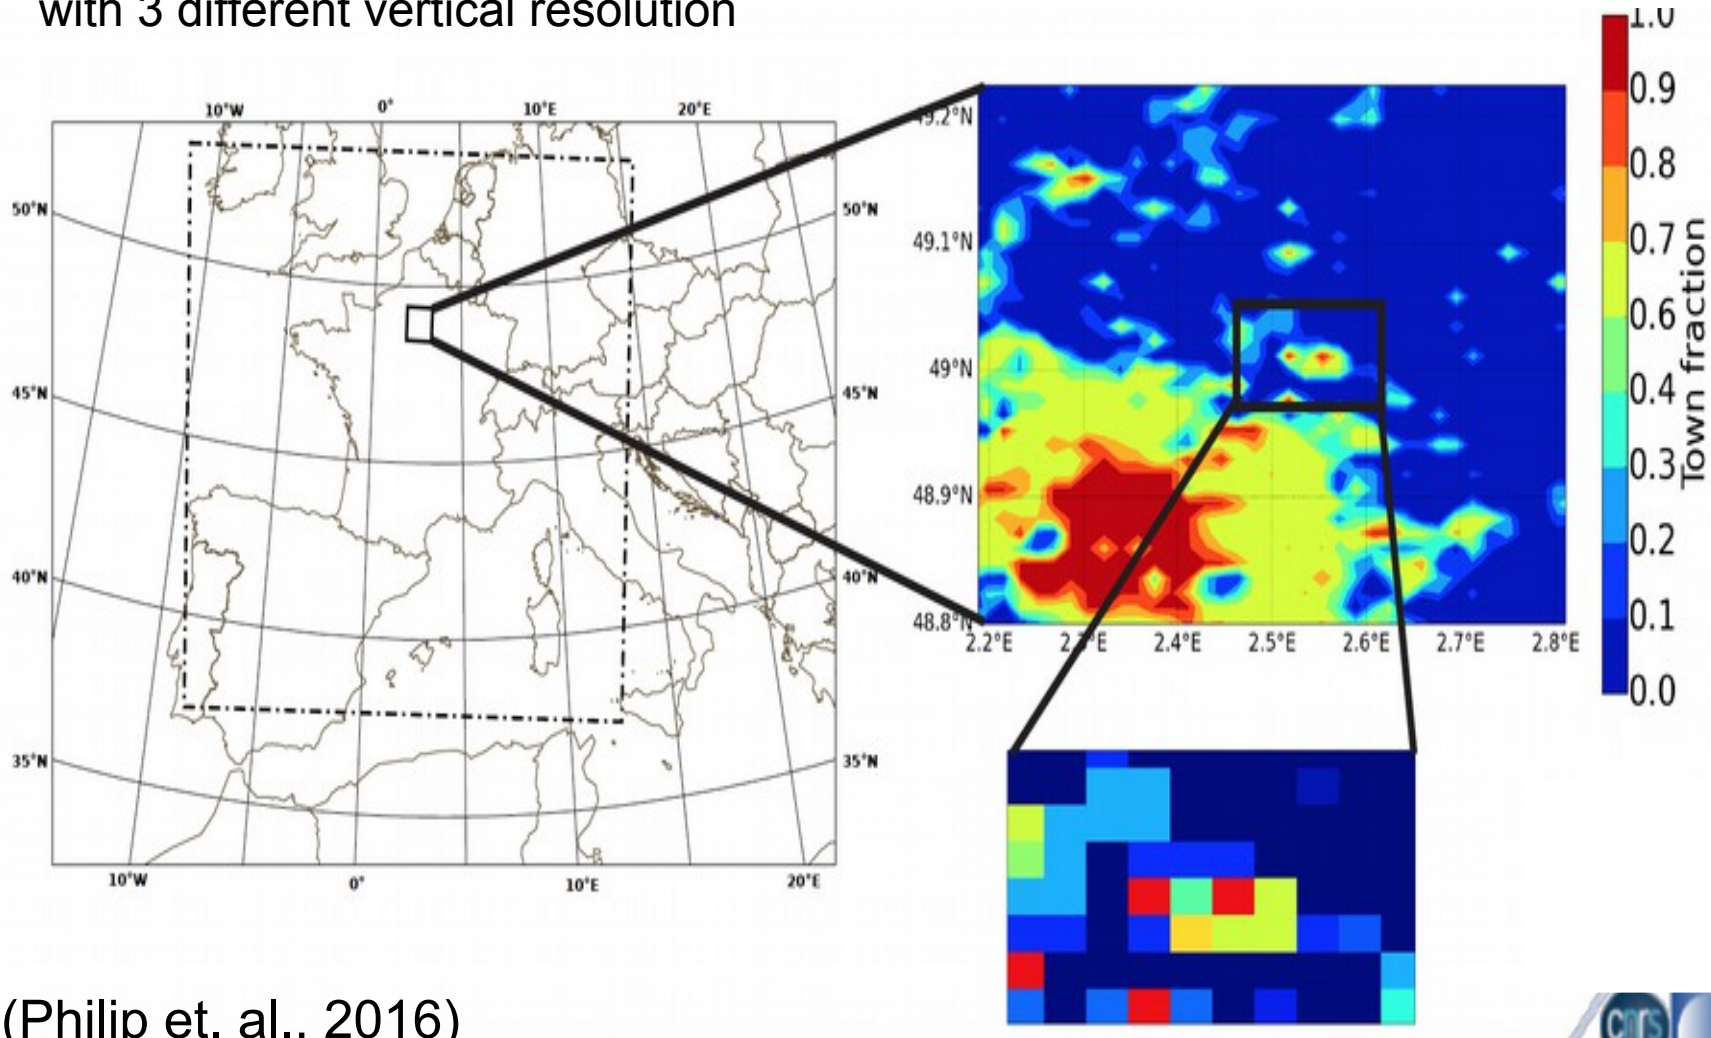 with 3 different vertical resolution
10°W 0° 10°E 20°E
50°N 50°N
45°N 45°N
40°N 40°N
35°N 35°N
10°W 0° 10°E 20°E
49.2°N
49.1°N
49°N
48.9°N
48.8°N
2.2°E 2.3°E 2.4°E 2.5°E 2.6°E 2.7°E 2.8°E
1.0
0.9
0.8
0.7
0.6
0.4
0.3
0.2
0.1
0.0
Town fraction
(Philip et. al., 2016)
cnrs